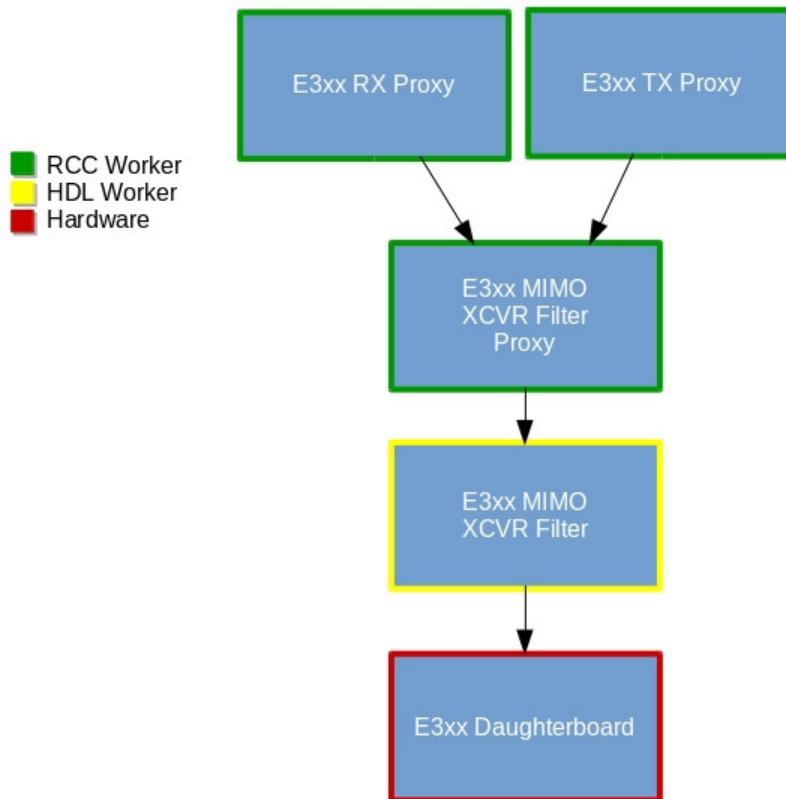 E3xx RX Proxy
E3xx TX Proxy
RCC Worker
HDL Worker
Hardware
E3xx MIMO
XCVR Filter
Proxy
E3xx MIMO
XCVR Filter
E3xx Daughterboard